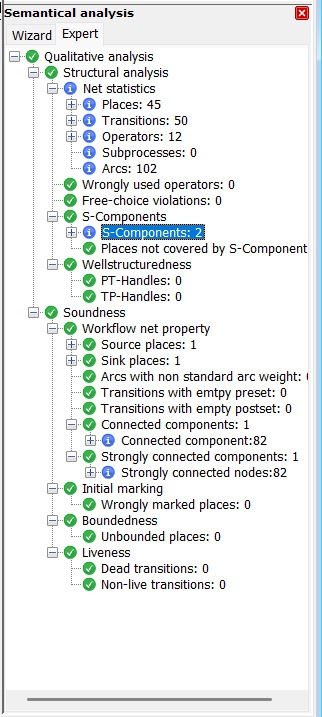 Semantical analysis
Wizard Expert
Qualitative analysis
Structural analysis
Net statistics
Places: 45
Transitions: 50
Operators: 12
Subprocesses: 0
Arcs: 102
Wrongly used operators: 0
Free-choice violations: 0
S-Components
S-Components: 2
Places not covered by S-Component
Wellstructuredness
PT-Handles: 0
TP-Handles: 0
Soundness
Workflow net property
Source places: 1
Sink places: 1
Arcs with non standard arc weight:
Transitions with emtpy preset: 0
Transitions with empty postset: 0
Connected components: 1
Connected component:82
Strongly connected components: 1
Strongly connected nodes:82
Initial marking
Wrongly marked places: 0
Boundedness
Unbounded places: 0
Liveness
Dead transitions: 0
Non-live transitions: 0